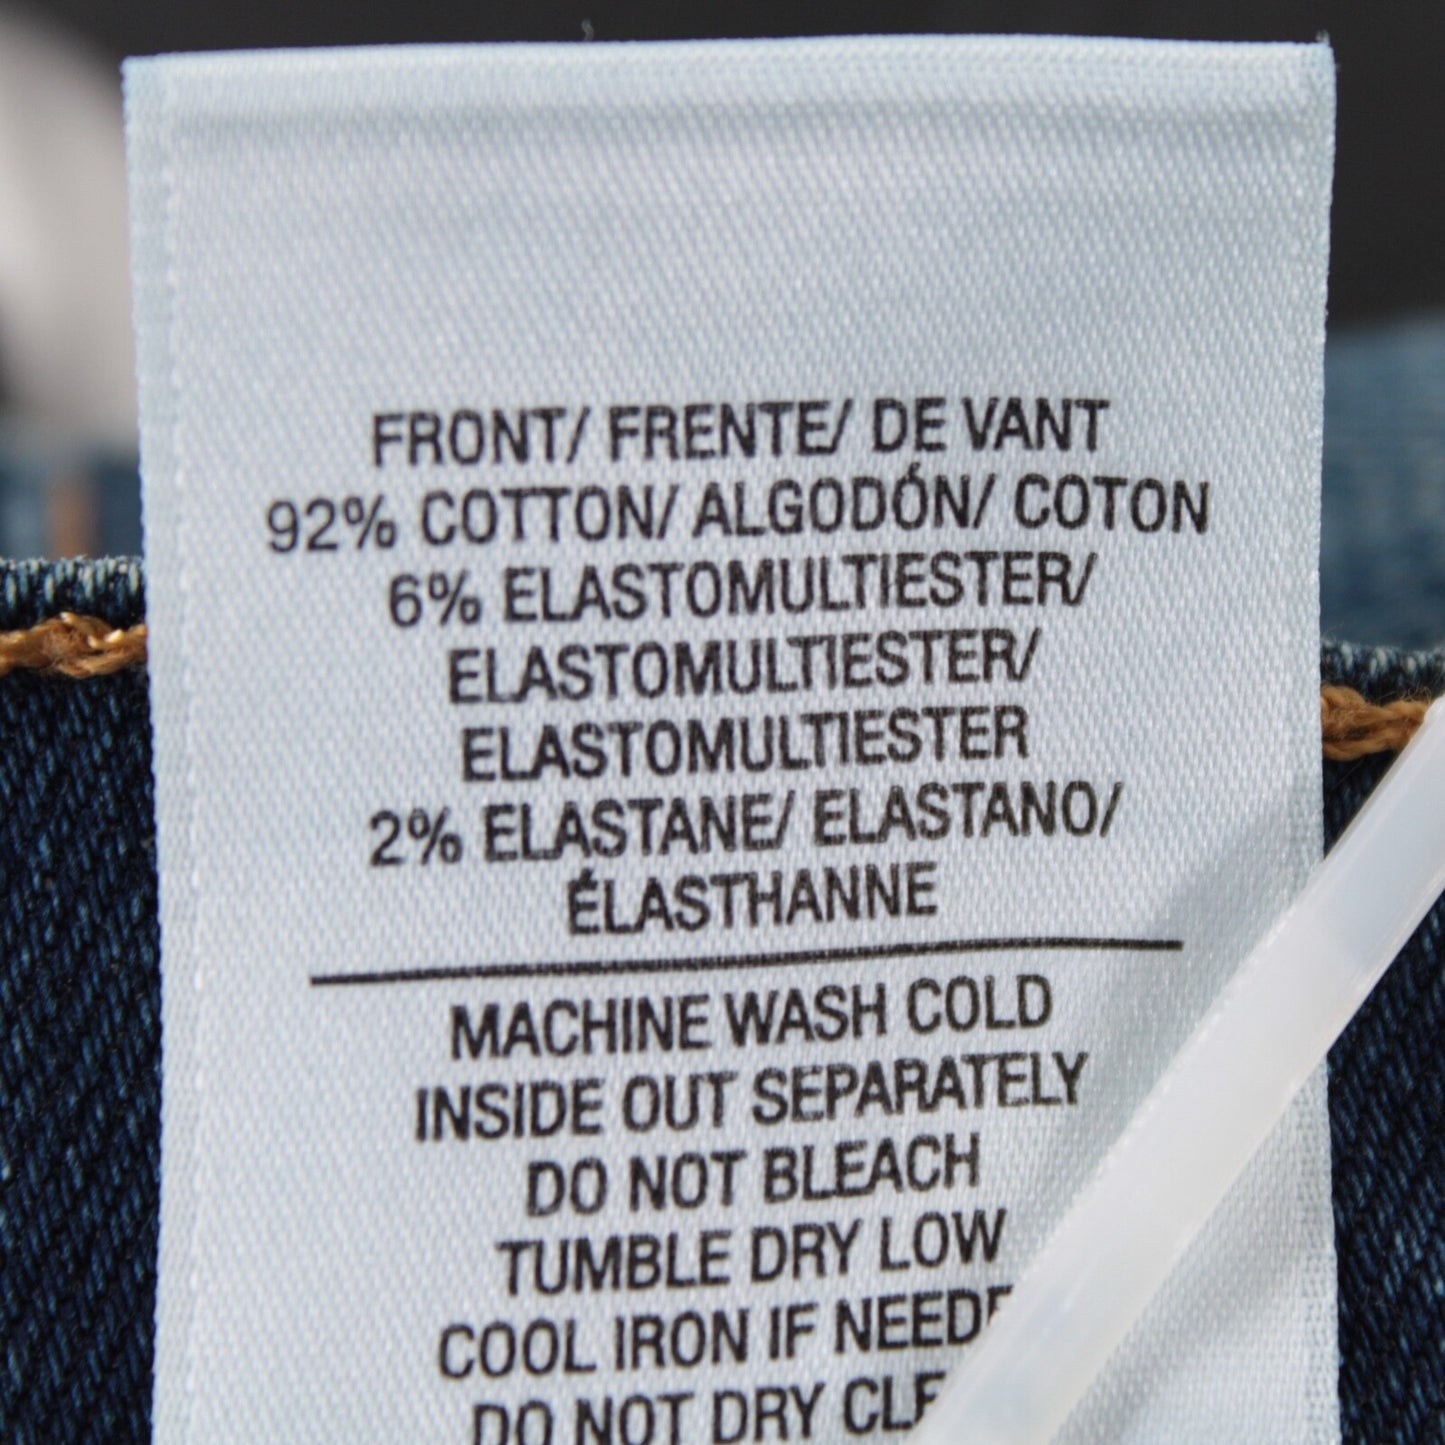 FRONT/ FRENTE/ DE VANT
92% COTTON/ ALGODÓN/ COTON
6% ELASTOMULTIESTER/
ELASTOMULTIESTER/
ELASTOMULTIESTER
2% ELASTANE/ ELASTANO/
ÉLASTHANNE
MACHINE WASH COLD
INSIDE OUT SEPARATELY
DO NOT BLEACH
TUMBLE DRY LOW
COOL IRON IF
DO NOT DRY